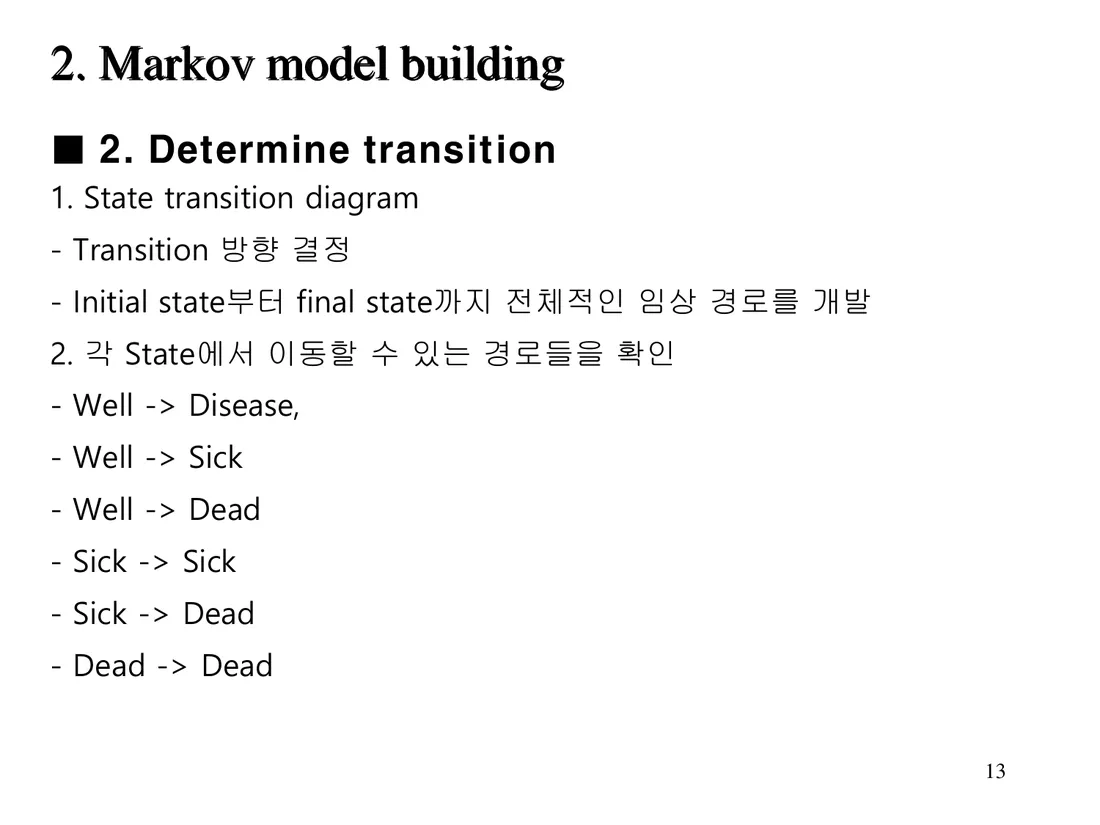 2. Markov model building
■ 2. Determine transition
1. State transition diagram
- Transition 방향 결정
- Initial state부터 final state까지 전체적인 임상 경로를 개발
2. 각 State에서 이동할 수 있는 경로들을 확인
- Well -> Disease,
- Well -> Sick
- Well -> Dead
- Sick -> Sick
- Sick -> Dead
- Dead -> Dead
13